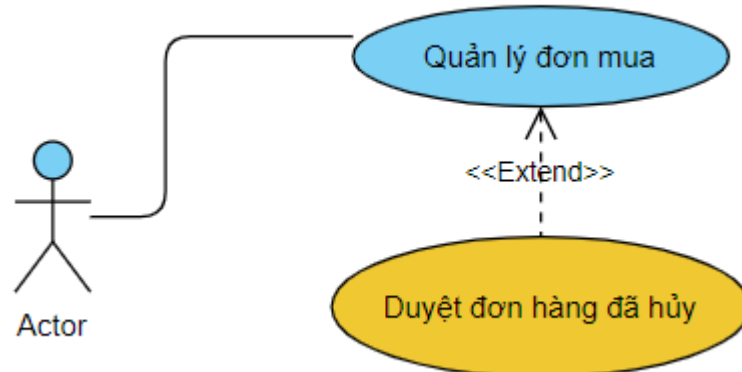 Quản lý đơn mua
<<Extend>>
Duyệt đơn hàng đã hủy
Actor